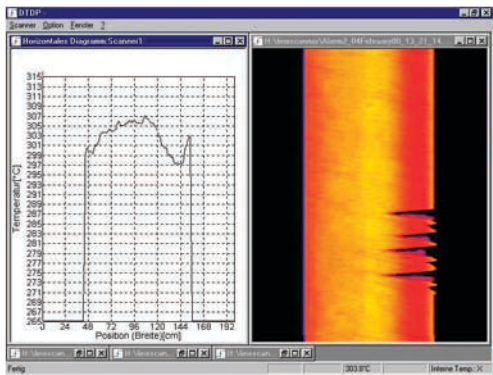 DTDP -
Scanner Option Fenster ?
Horizontales Diagramm:Scanner1
Temperatur[°C]
315
313
311
309
307
305
303
301
299
297
295
293
291
289
287
285
283
281
279
277
275
273
271
269
267
265
0 24 48 72 96 120 144 168 192
Position (Breite)[cm]
Fertig
303.8°C
Interne Temp.:X